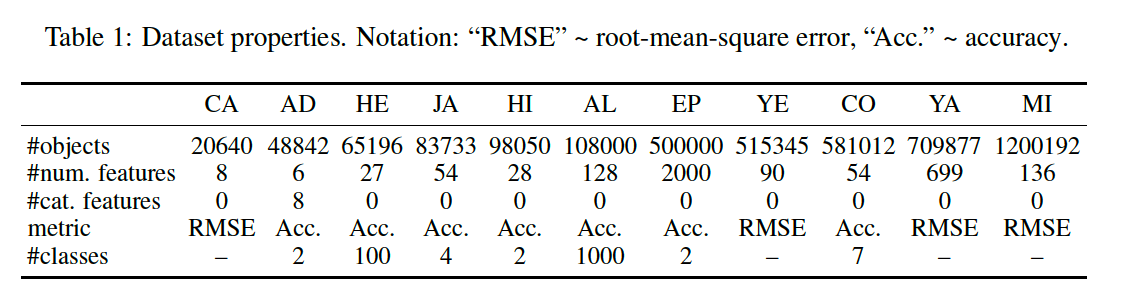 Table 1: Dataset properties. Notation: “RMSE” ~ root-mean-square error, “Acc.” ~ accuracy.
CA AD HE JA HI AL EP YE CO YA MI
#objects 20640 48842 65196 83733 98050 108000 500000 515345 581012 709877 1200192
#num. features 8 6 27 54 28 128 2000 90 54 699 136
#cat. features 0 8 0 0 0 0 0 0 0 0 0
metric RMSE Acc. Acc. Acc. Acc. Acc. Acc. RMSE Acc. RMSE RMSE
#classes – 2 100 4 2 1000 2 – 7 – –